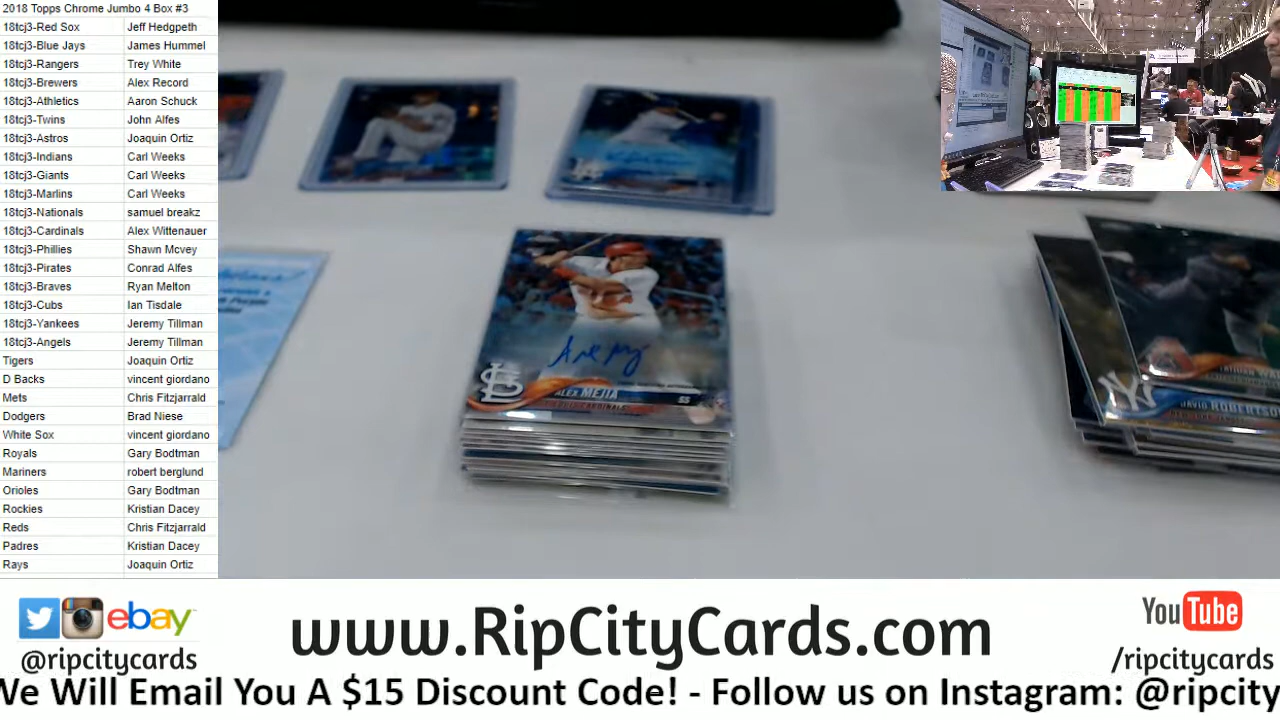 2018 Topps Chrome Jumbo 4 Box #3
18tcj3-Red Sox Jeff Hedgpeth
18tcj3-Blue Jays James Hummel
18tcj3-Rangers Trey White
18tcj3-Brewers Alex Record
18tcj3-Athletics Aaron Schuck
18tcj3-Twins John Alfes
18tcj3-Astros Joaquin Ortiz
18tcj3-Indians Carl Weeks
18tcj3-Giants Carl Weeks
18tcj3-Marlins Carl Weeks
18tcj3-Nationals samuel breakz
18tcj3-Cardinals Alex Wittenauer
18tcj3-Phillies Shawn Mcvey
18tcj3-Pirates Conrad Alfes
18tcj3-Braves Ryan Melton
18tcj3-Cubs Ian Tisdale
18tcj3-Yankees Jeremy Tillman
18tcj3-Angels Jeremy Tillman
Tigers Joaquin Ortiz
D Backs vincent giordano
Mets Chris Fitzjarrald
Dodgers Brad Niese
White Sox vincent giordano
Royals Gary Bodtman
Mariners robert berglund
Orioles Gary Bodtman
Rockies Kristian Dacey
Reds Chris Fitzjarrald
Padres Kristian Dacey
Rays Joaquin Ortiz
ALEX MEJIA SS
DAVID ROBERTSON
ebay
@ripcitycards
www.RipCityCards.com
YouTube
/ripcitycards
We Will Email You A $15 Discount Code! - Follow us on Instagram: @ripcity